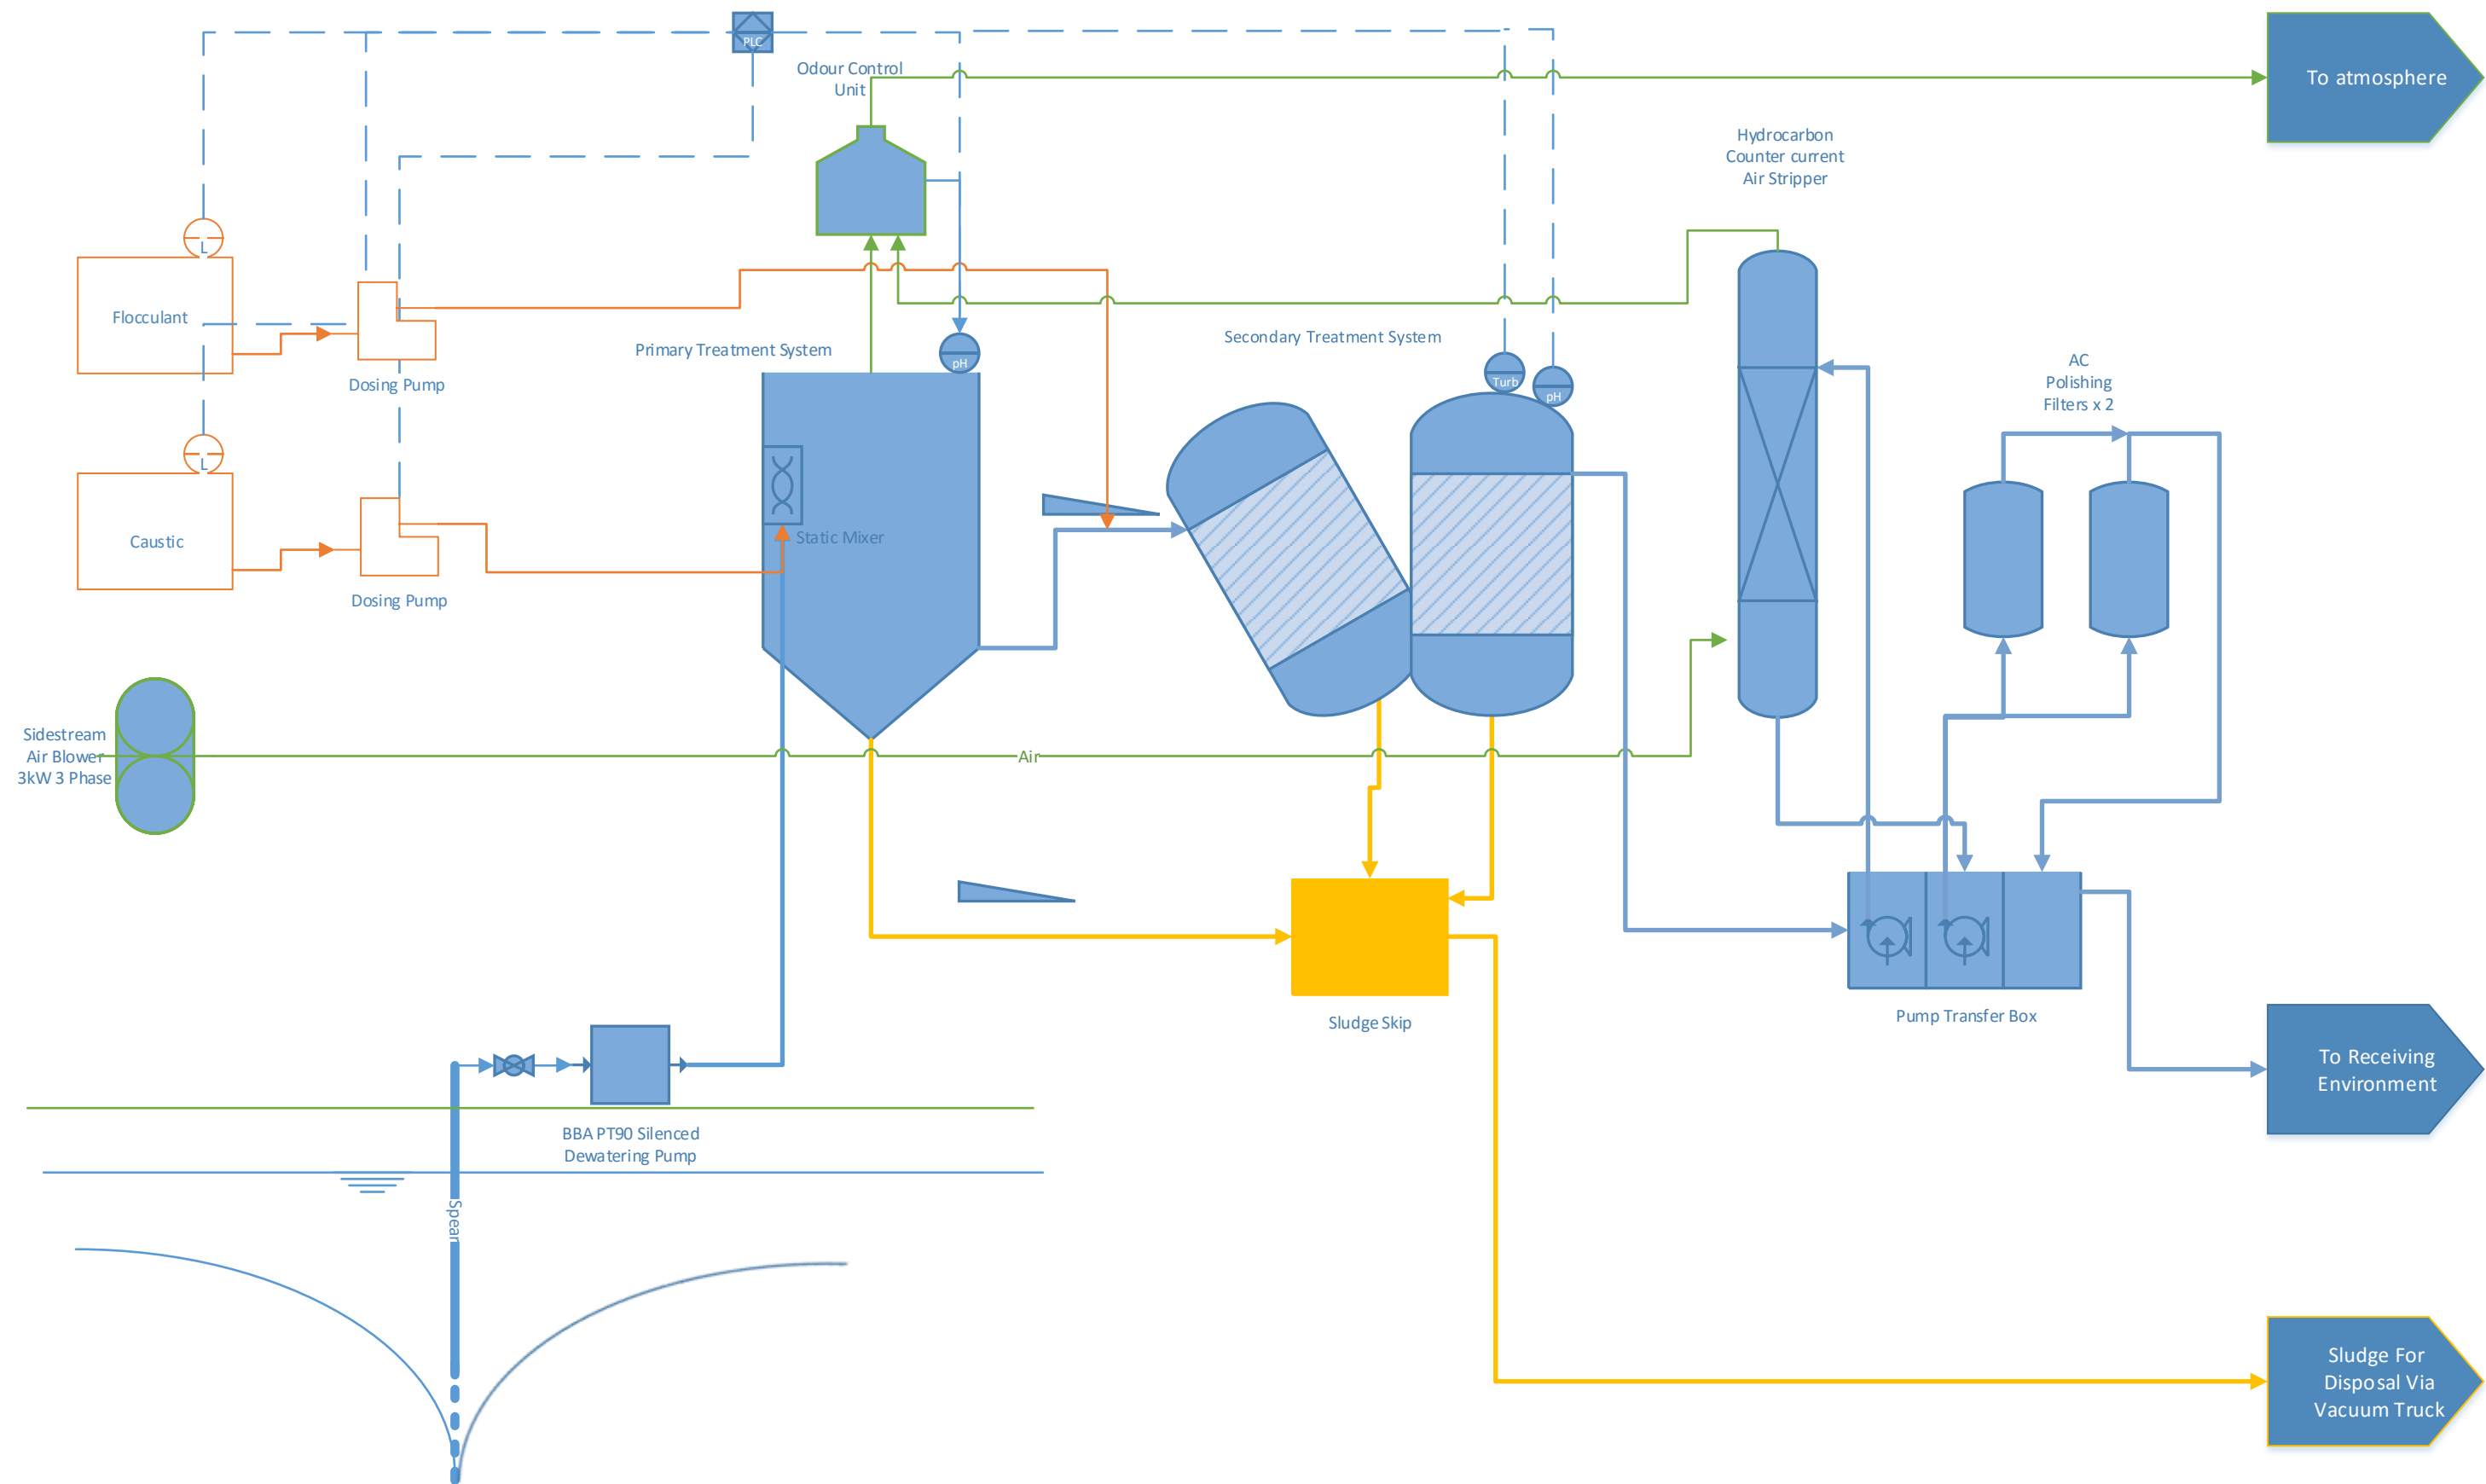 PLC
Odour Control
Unit
To atmosphere
Hydrocarbon
Counter current
Air Stripper
L
Flocculant
Dosing Pump
Primary Treatment System
pH
Secondary Treatment System
Turb
pH
AC
Polishing
Filters x 2
L
Caustic
Dosing Pump
Static Mixer
Sidestream
Air Blower
3kW 3 Phase
Air
Sludge Skip
Pump Transfer Box
To Receiving
Environment
BBA PT90 Silenced
Dewatering Pump
Spear
Sludge For
Disposal Via
Vacuum Truck